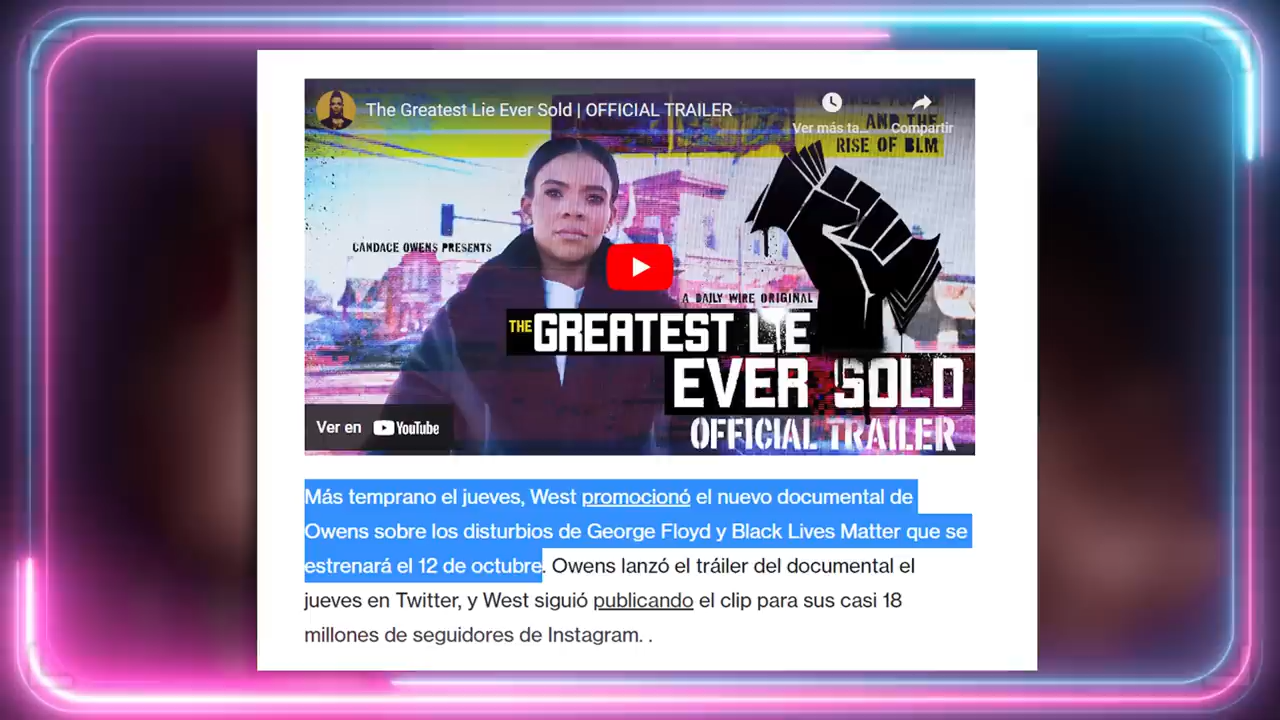 The Greatest Lie Ever Sold | OFFICIAL TRAILER
Ver más ta...
Compartir
AND THE
RISE OF BLM
CANDACE OWENS PRESENTS
A DAILY WIRE ORIGINAL
THE GREATEST LIE
EVER SOLD
OFFICIAL TRAILER
Ver en YouTube
Más temprano el jueves, West promocionó el nuevo documental de
Owens sobre los disturbios de George Floyd y Black Lives Matter que se
estrenará el 12 de octubre. Owens lanzó el tráiler del documental el
jueves en Twitter, y West siguió publicando el clip para sus casi 18
millones de seguidores de Instagram. .